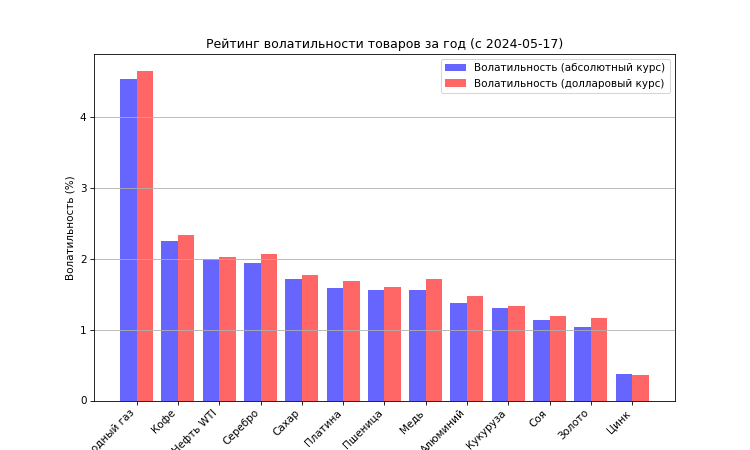 Рейтинг волатильности товаров за год (с 2024-05-17)
Волатильность (абсолютный курс)
Волатильность (долларовый курс)
Волатильность (%)
4
3
2
1
0
газ
Кофе
Нефть WTI
Серебро
Сахар
Платина
Пшеница
Медь
Алюминий
Кукуруза
Соя
Золото
Цинк